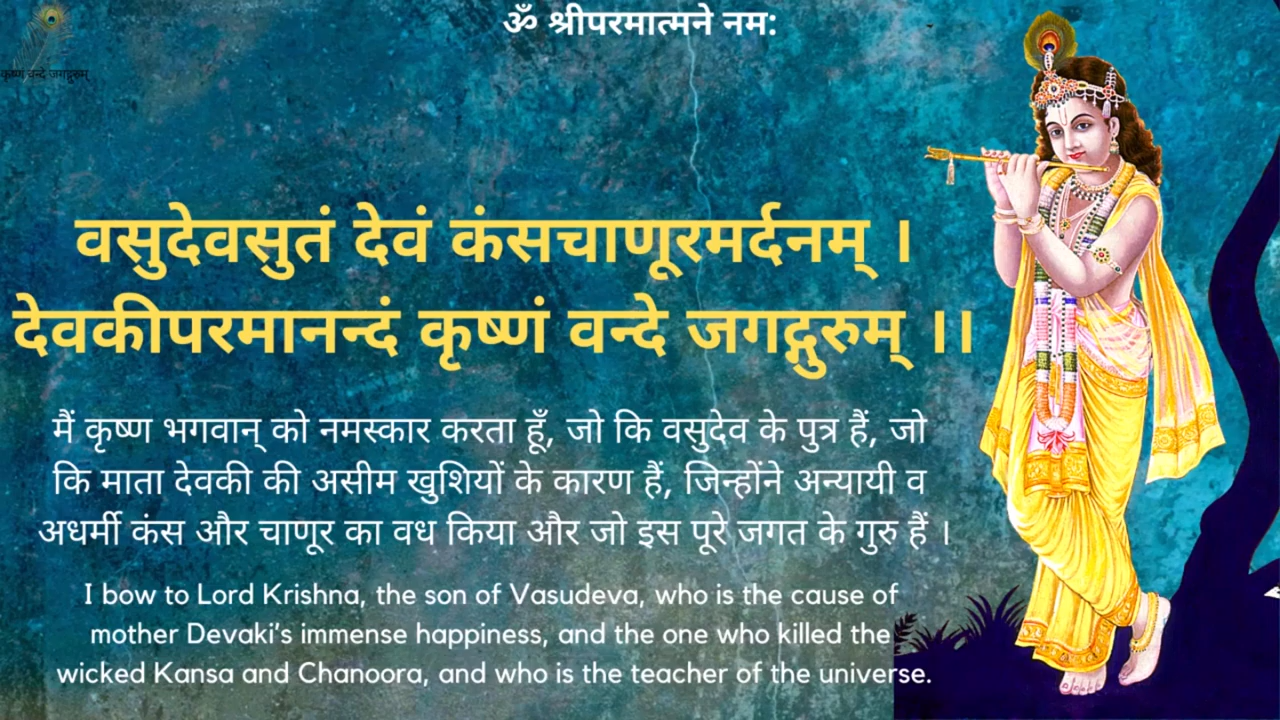 ॐ श्रीपरमात्मने नम:
कृष्णं वन्दे जगद्गुरुम्
वसुदेवसुतं देवं कंसचाणूरमर्दनम् ।
देवकीपरमानन्दं कृष्णं वन्दे जगद्गुरुम् ।।
मैं कृष्ण भगवान् को नमस्कार करता हूँ, जो कि वसुदेव के पुत्र हैं, जो
कि माता देवकी की असीम खुशियों के कारण हैं, जिन्होंने अन्यायी व
अधर्मी कंस और चाणूर का वध किया और जो इस पूरे जगत के गुरु हैं ।
I bow to Lord Krishna, the son of Vasudeva, who is the cause of
mother Devaki's immense happiness, and the one who killed the
wicked Kansa and Chanoora, and who is the teacher of the universe.